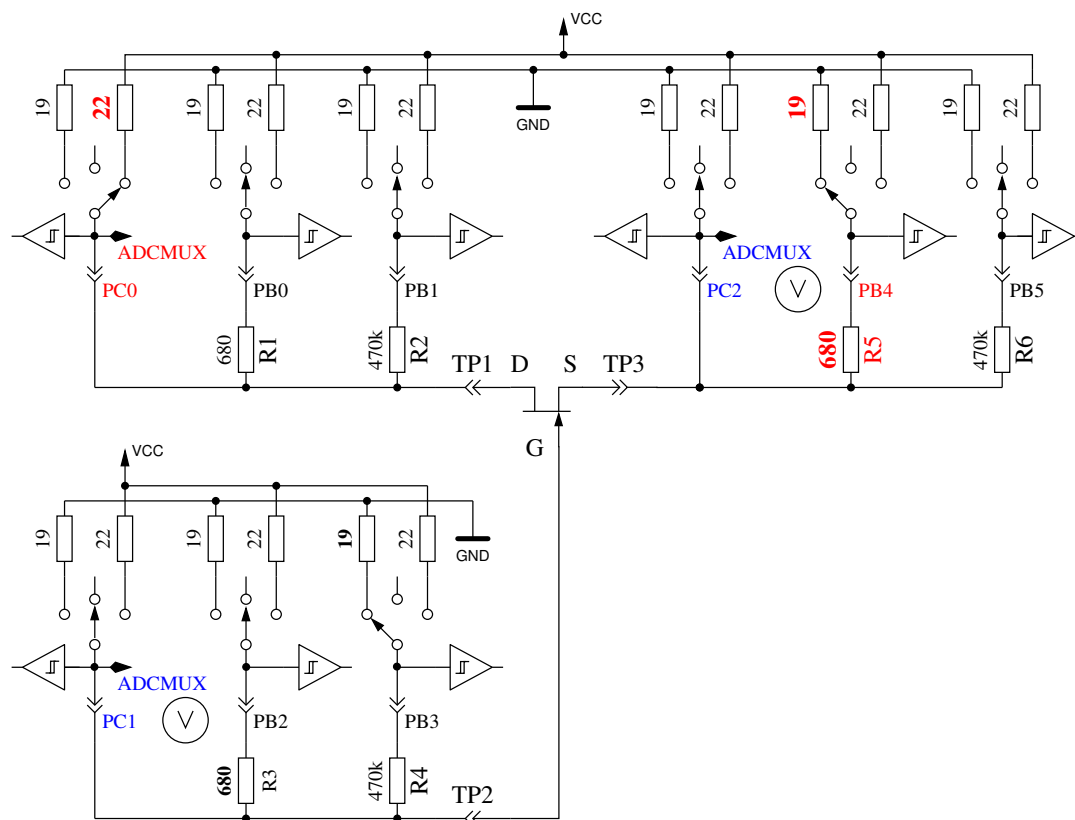 VCC
19 22 19 22 19 22 19 22 19 22 19 22
GND
ADCMUX ADCMUX
PC0 PB0 PB1 PC2 V PB4 PB5
680 R1 470k R2 680 R5 470k R6
TP1 D S TP3
G
VCC
19 22 19 22 19 22
GND
ADCMUX
PC1 V PB2 PB3
680 R3 470k R4
TP2